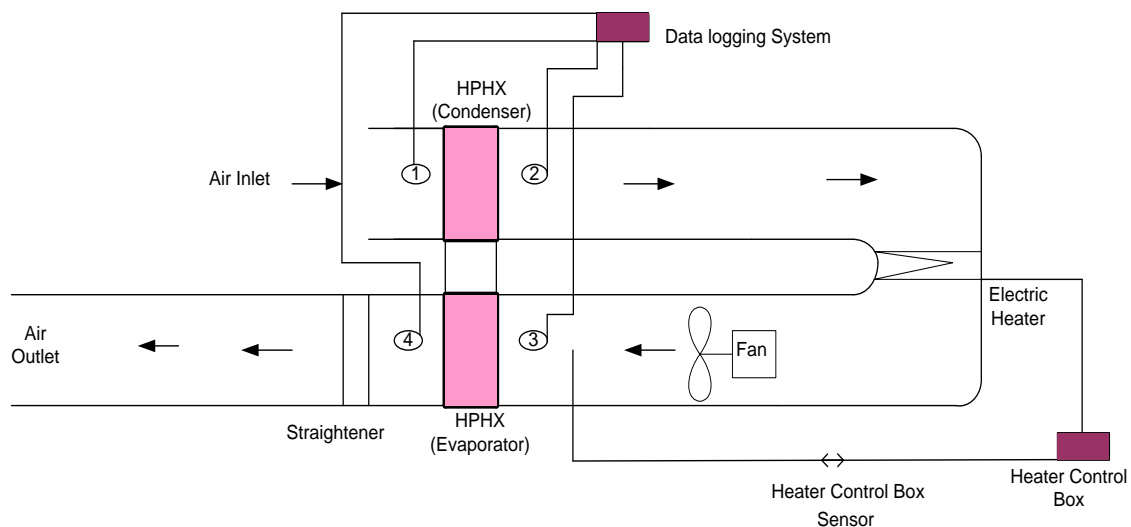 Data logging System
HPHX
(Condenser)
1
2
Air Inlet
Electric
Heater
4
3
Fan
Air
Outlet
HPHX
(Evaporator)
Straightener
Heater Control Box
Sensor
Heater Control
Box